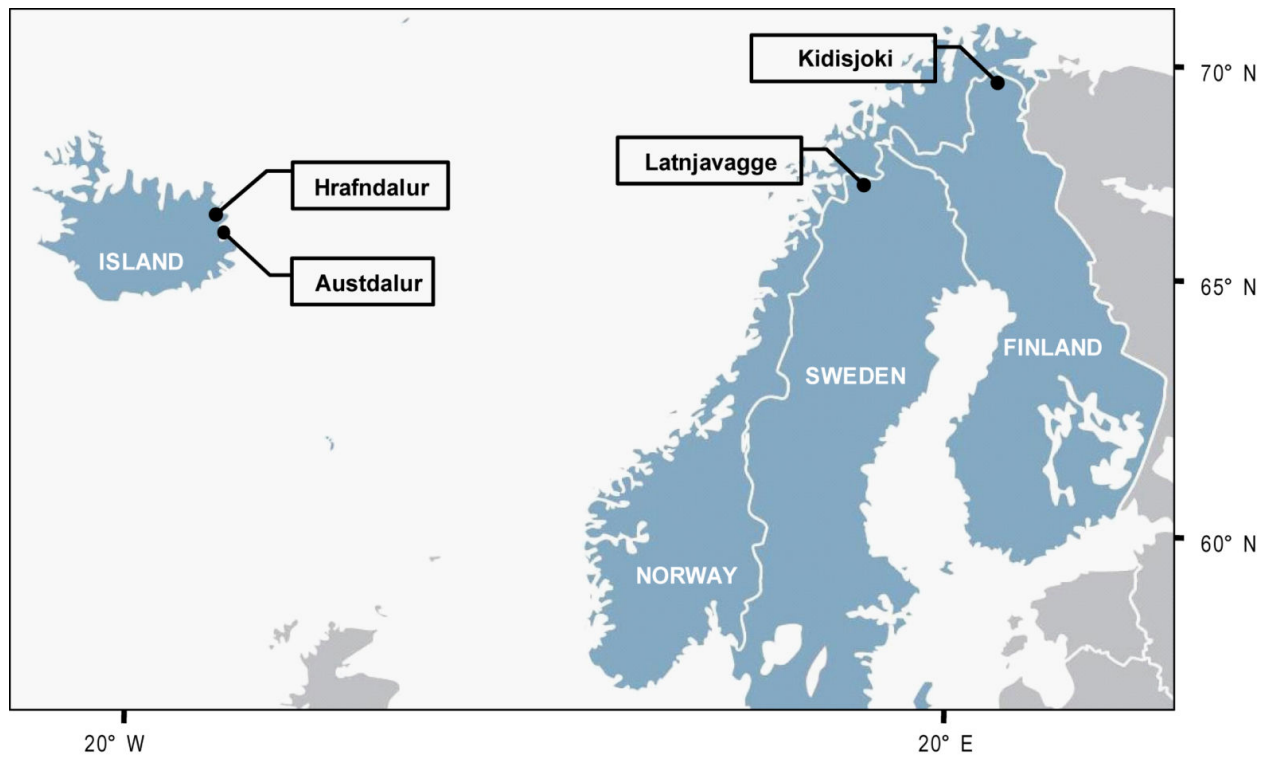 Kidisjoki
70° N
Latnjavagge
Hrafndalur
ISLAND
Austdalur
65° N
FINLAND
SWEDEN
60° N
NORWAY
20° W
20° E